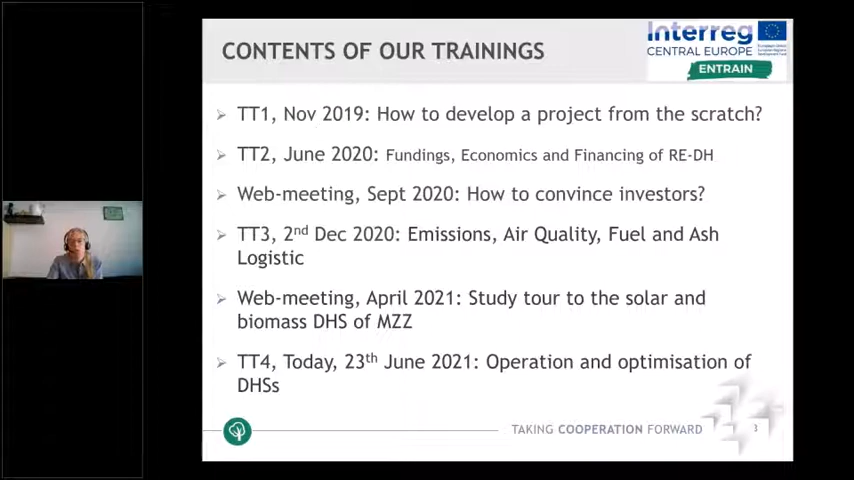 CONTENTS OF OUR TRAININGS
Interreg
CENTRAL EUROPE
ENTRAIN
TT1, Nov 2019: How to develop a project from the scratch?
TT2, June 2020: Fundings, Economics and Financing of RE-DH
Web-meeting, Sept 2020: How to convince investors?
TT3, 2nd Dec 2020: Emissions, Air Quality, Fuel and Ash
Logistic
Web-meeting, April 2021: Study tour to the solar and
biomass DHS of MZZ
TT4, Today, 23th June 2021: Operation and optimisation of
DHSs
TAKING COOPERATION FORWARD
3